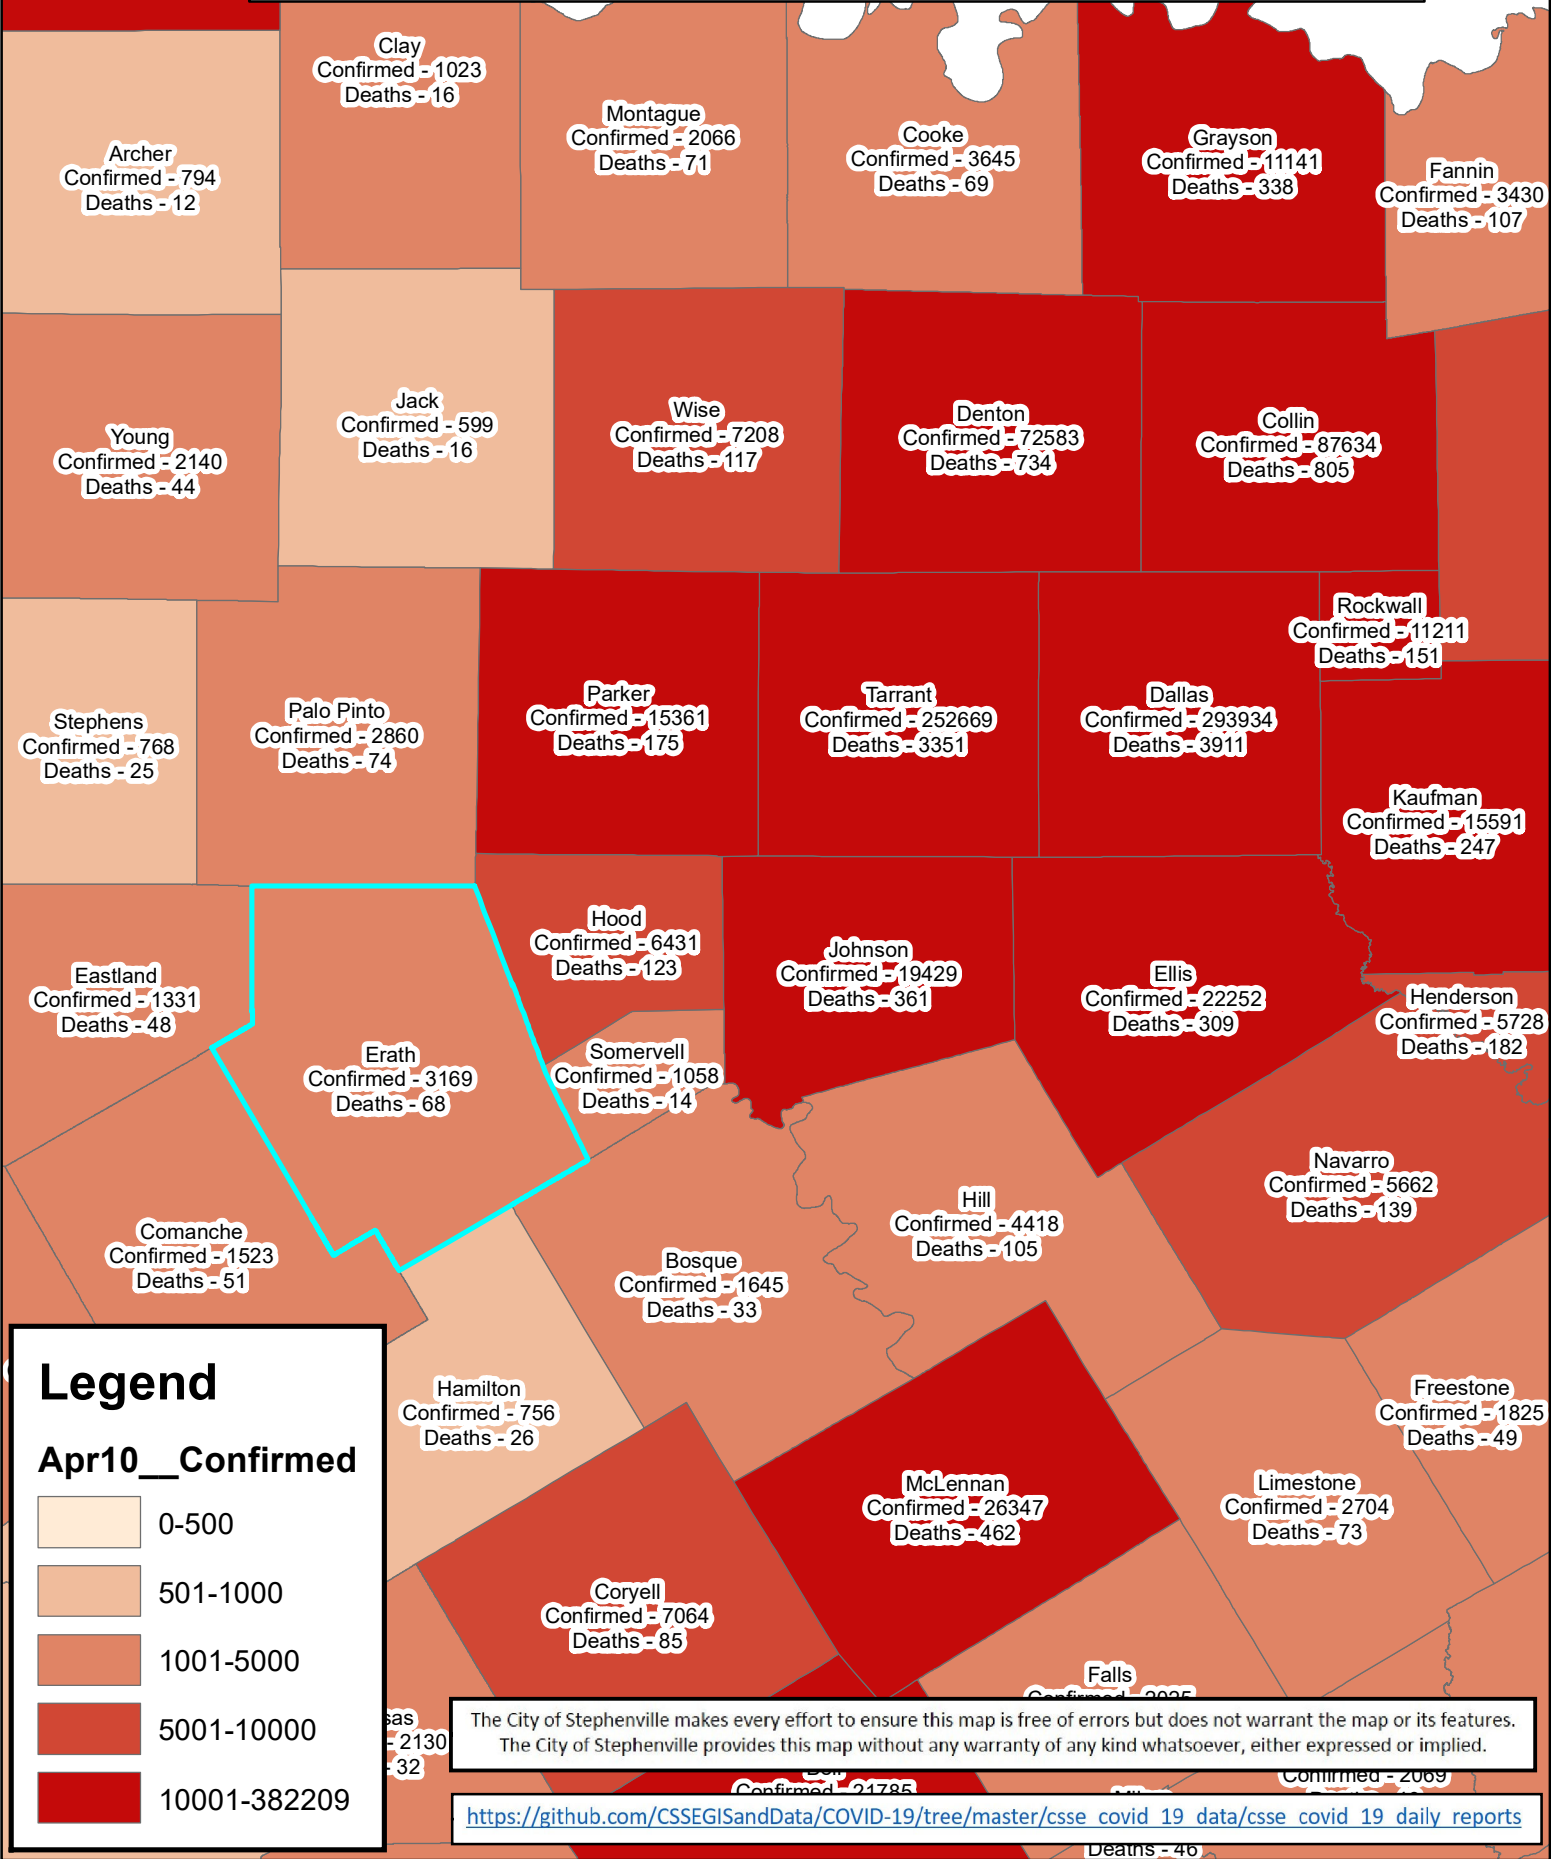 Clay
Confirmed - 1023
Deaths - 16
Montague
Confirmed - 2066
Deaths - 71
Cooke
Confirmed - 3645
Deaths - 69
Grayson
Confirmed - 11141
Deaths - 338
Archer
Confirmed - 794
Deaths - 12
Fannin
Confirmed - 3430
Deaths - 107
Young
Confirmed - 2140
Deaths - 44
Jack
Confirmed - 599
Deaths - 16
Wise
Confirmed - 7208
Deaths - 117
Denton
Confirmed - 72583
Deaths - 734
Collin
Confirmed - 87634
Deaths - 805
Rockwall
Confirmed - 11211
Deaths - 151
Stephens
Confirmed - 768
Deaths - 25
Palo Pinto
Confirmed - 2860
Deaths - 74
Parker
Confirmed - 15361
Deaths - 175
Tarrant
Confirmed - 252669
Deaths - 3351
Dallas
Confirmed - 293934
Deaths - 3911
Kaufman
Confirmed - 15591
Deaths - 247
Eastland
Confirmed - 1331
Deaths - 48
Hood
Confirmed - 6431
Deaths - 123
Johnson
Confirmed - 19429
Deaths - 361
Ellis
Confirmed - 22252
Deaths - 309
Henderson
Confirmed - 5728
Deaths - 182
Erath
Confirmed - 3169
Deaths - 68
Somervell
Confirmed - 1058
Deaths - 14
Navarro
Confirmed - 5662
Deaths - 139
Comanche
Confirmed - 1523
Deaths - 51
Bosque
Confirmed - 1645
Deaths - 33
Hill
Confirmed - 4418
Deaths - 105
Hamilton
Confirmed - 756
Deaths - 26
Freestone
Confirmed - 1825
Deaths - 49
McLennan
Confirmed - 26347
Deaths - 462
Limestone
Confirmed - 2704
Deaths - 73
Coryell
Confirmed - 7064
Deaths - 85
Falls
Confirmed
sas
- 2130
- 32
Confirmed - 21785
Confirmed - 2069
Deaths - 46
Legend
Apr10__Confirmed
0-500
501-1000
1001-5000
5001-10000
10001-382209
The City of Stephenville makes every effort to ensure this map is free of errors but does not warrant the map or its features.
The City of Stephenville provides this map without any warranty of any kind whatsoever, either expressed or implied.
https://github.com/CSSEGISandData/COVID-19/tree/master/csse_covid_19_data/csse_covid_19_daily_reports